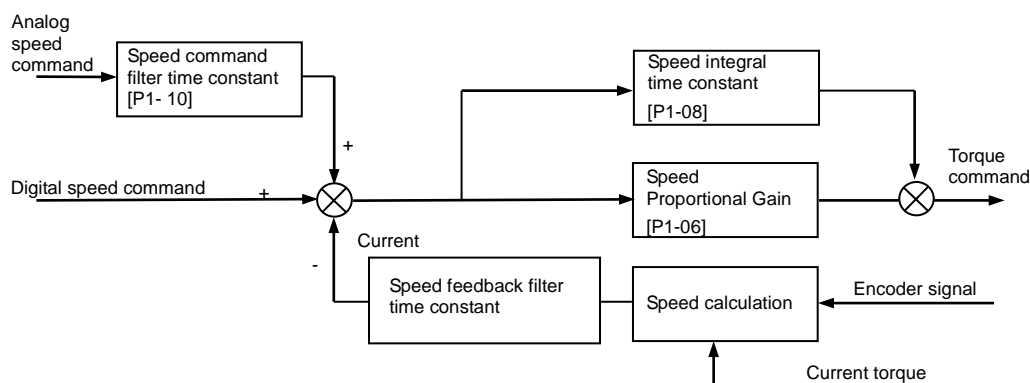 Analog
speed
command
Speed command
filter time constant
[P1- 10]
Speed integral
time constant
[P1-08]
+
Digital speed command
+
Speed
Proportional Gain
[P1-06]
Torque
command
Current
-
Speed feedback filter
time constant
Speed calculation
Encoder signal
Current torque